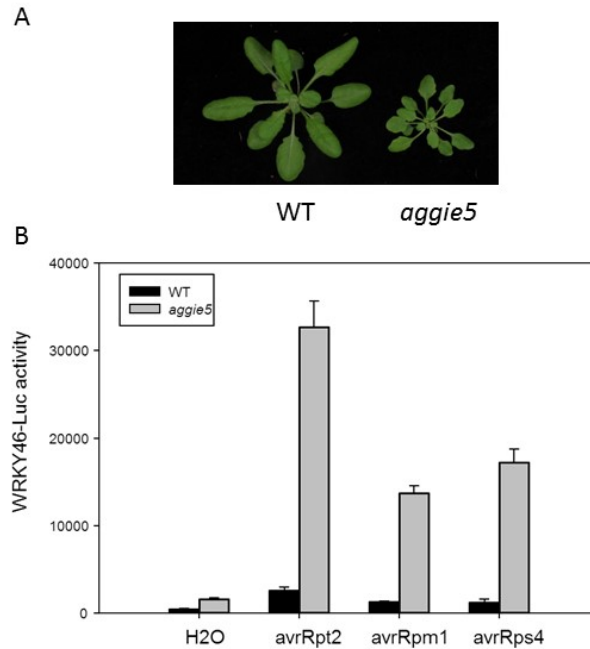 A
WT
aggie5
B
WRKY46-Luc activity
40000
30000
20000
10000
0
WT
aggie5
H2O
avrRpt2
avrRpm1
avrRps4